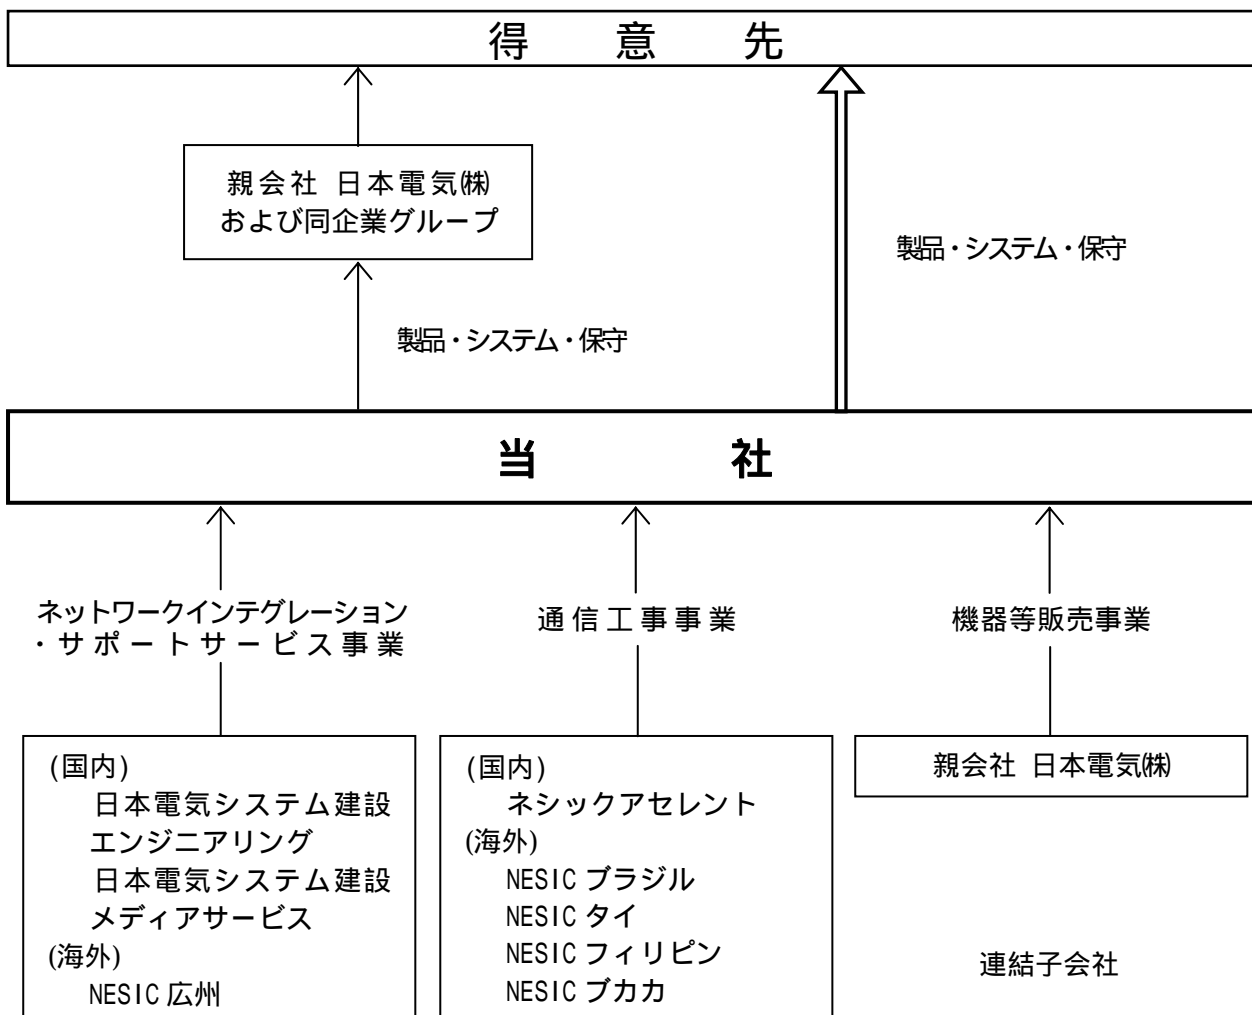 得意先
親会社 日本電気㈱
および同企業グループ
製品・システム・保守
製品・システム・保守
当社
ネットワークインテグレーション
・サポートサービス事業
通信工事事業
機器等販売事業
(国内)
日本電気システム建設
エンジニアリング
日本電気システム建設
メディアサービス
(海外)
NESIC 広州
(国内)
ネシックアセレント
(海外)
NESIC ブラジル
NESIC タイ
NESIC フィリピン
NESIC ブカカ
親会社 日本電気㈱
連結子会社